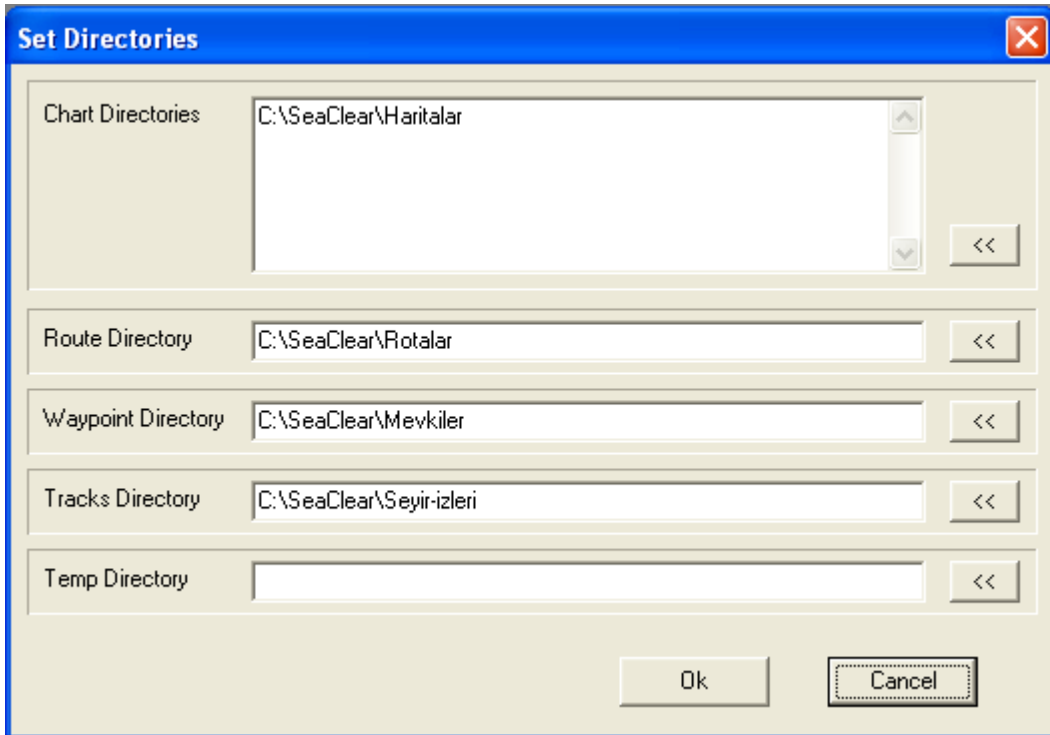 Set Directories
Chart Directories
C:\SeaClear\Haritalar
<<
Route Directory
C:\SeaClear\Rotalar
<<
Waypoint Directory
C:\SeaClear\Mevkiler
<<
Tracks Directory
C:\SeaClear\Seyir-izleri
<<
Temp Directory
<<
Ok
Cancel